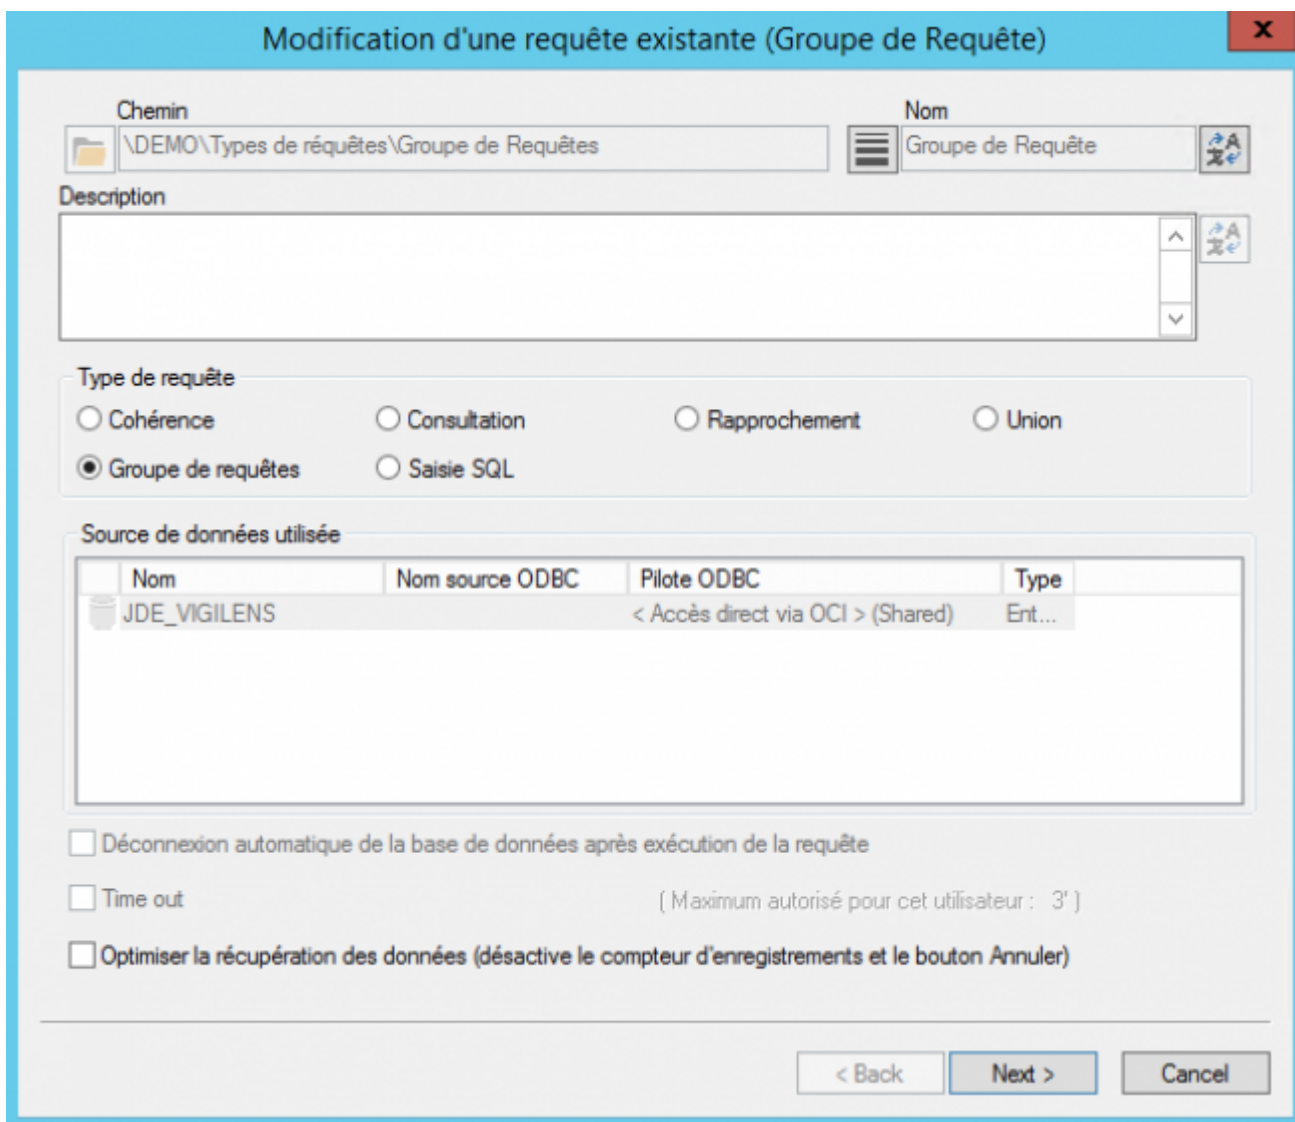 Modification d'une requête existante (Groupe de Requête)
x
Chemin
Nom
\DEMO\Types de réquêtes\Groupe de Requêtes
Groupe de Requête
Description
Type de requête
Cohérence
Consultation
Rapprochement
Union
Groupe de requêtes
Saisie SQL
Source de données utilisée
Nom
Nom source ODBC
Pilote ODBC
Type
JDE_VIGILENS
< Accès direct via OCI > (Shared)
Ent...
Déconnexion automatique de la base de données après exécution de la requête
Time out
( Maximum autorisé pour cet utilisateur : 3' )
Optimiser la récupération des données (désactive le compteur d'enregistrements et le bouton Annuler)
< Back
Next >
Cancel